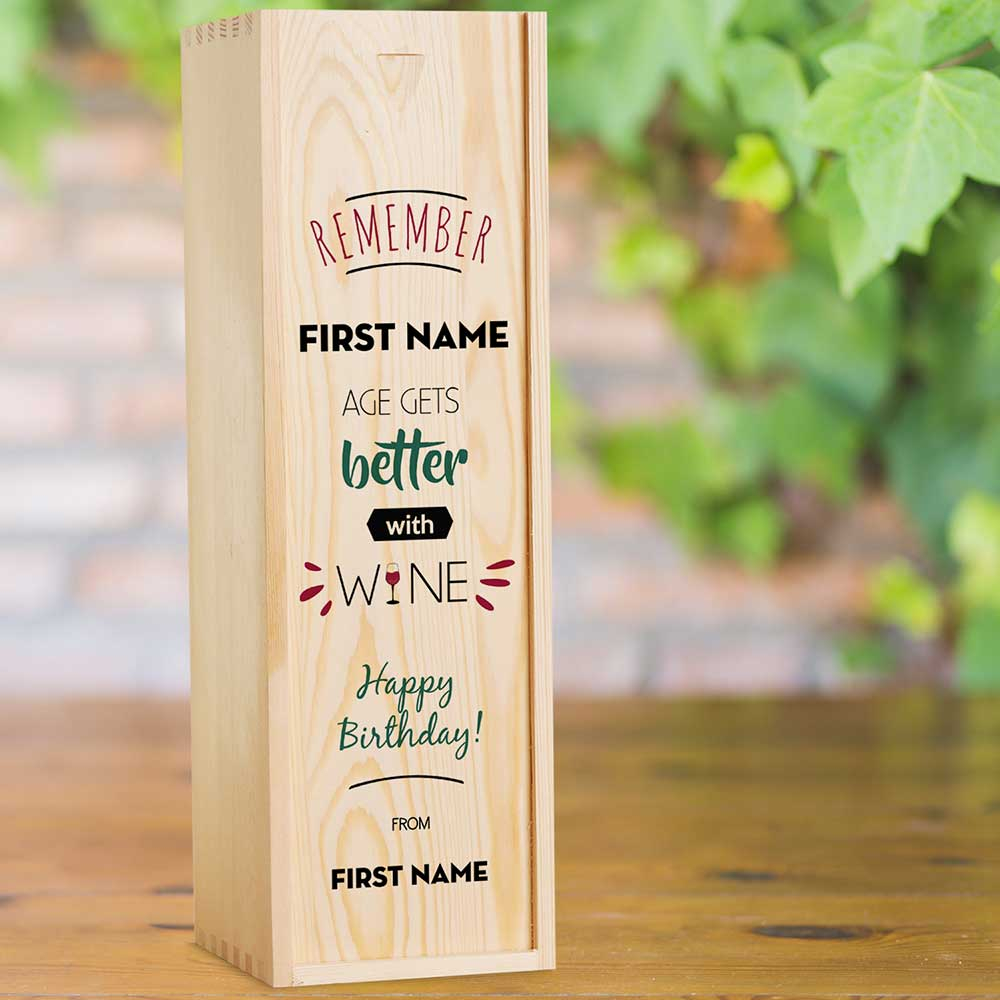 REMEMBER
FIRST NAME
AGE GETS
better
with
WINE
Happy
Birthday!
FROM
FIRST NAME